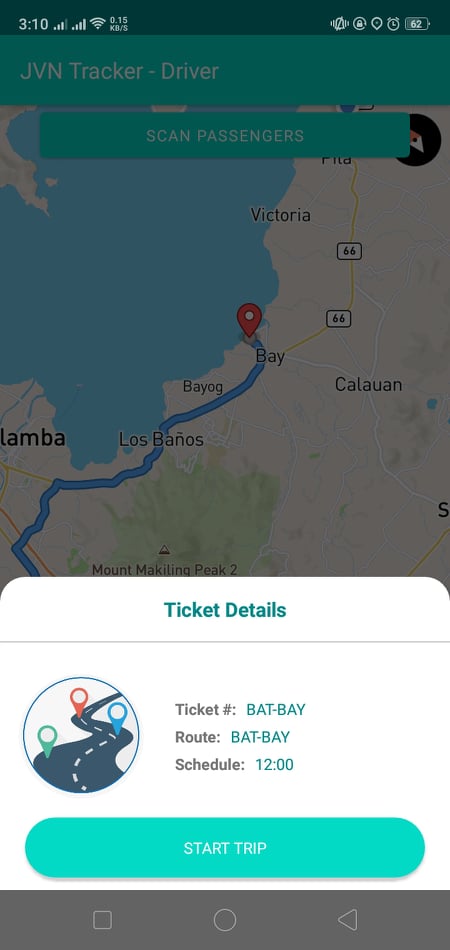 3:10
0.15
KB/S
62
JVN Tracker - Driver
SCAN PASSENGERS
Pila
Victoria
66
66
Bay
Bayog
Calauan
lamba
Los Baños
S
Mount Makiling Peak 2
Ticket Details
Ticket #: BAT-BAY
Route: BAT-BAY
Schedule: 12:00
START TRIP